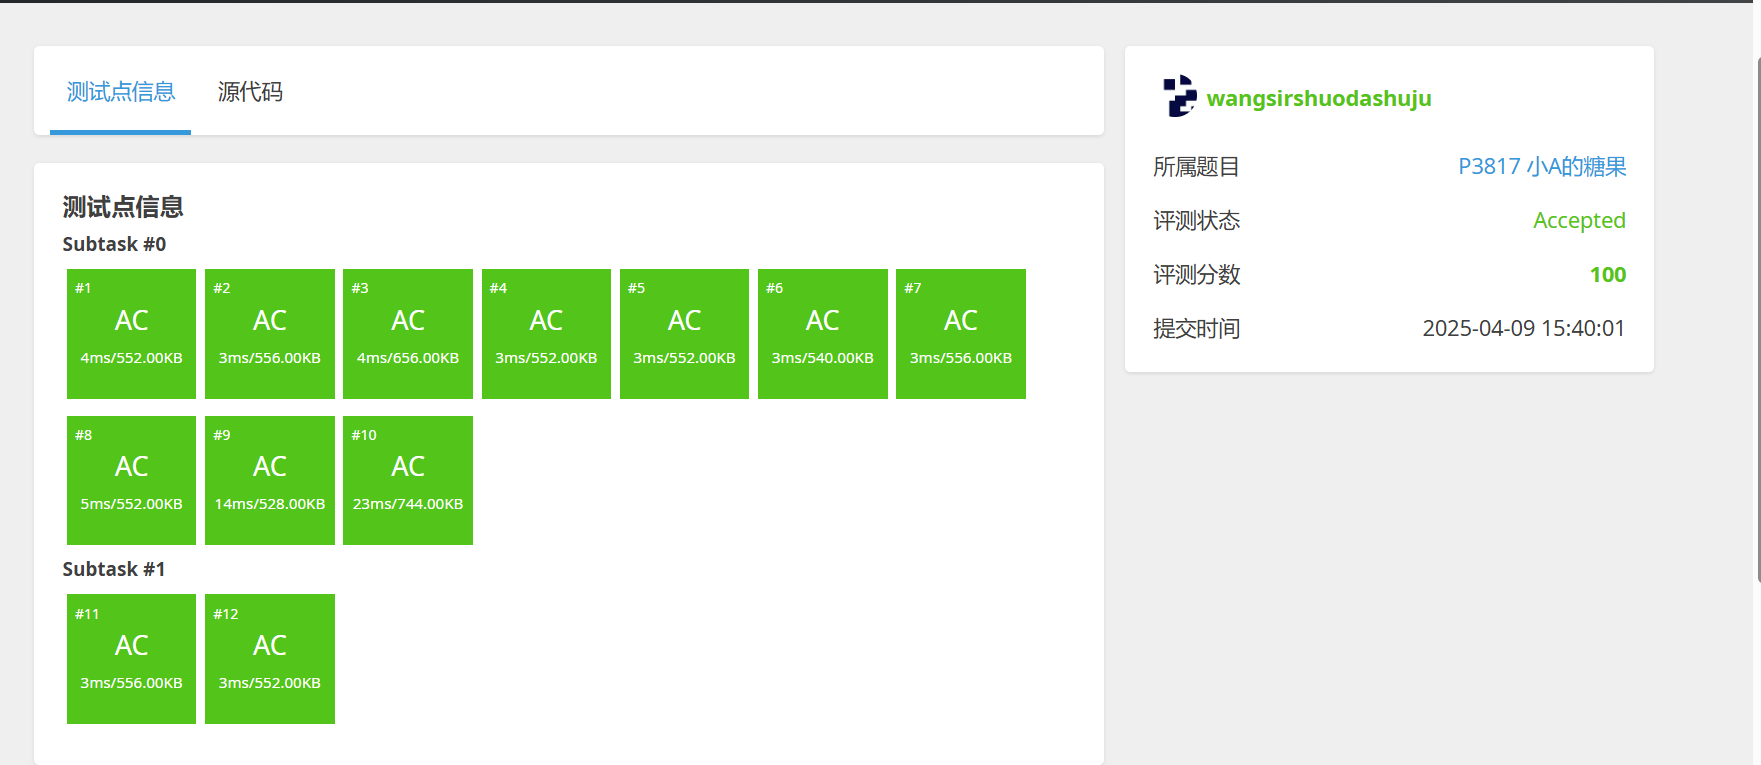 测试点信息 源代码
测试点信息
Subtask #0
#1 #2 #3 #4 #5 #6 #7
AC AC AC AC AC AC AC
4ms/552.00KB 3ms/556.00KB 4ms/656.00KB 3ms/552.00KB 3ms/552.00KB 3ms/540.00KB 3ms/556.00KB
#8 #9 #10
AC AC AC
5ms/552.00KB 14ms/528.00KB 23ms/744.00KB
Subtask #1
#11 #12
AC AC
3ms/556.00KB 3ms/552.00KB
wangsirshuodashuju
所属题目 P3817 小A的糖果
评测状态 Accepted
评测分数 100
提交时间 2025-04-09 15:40:01